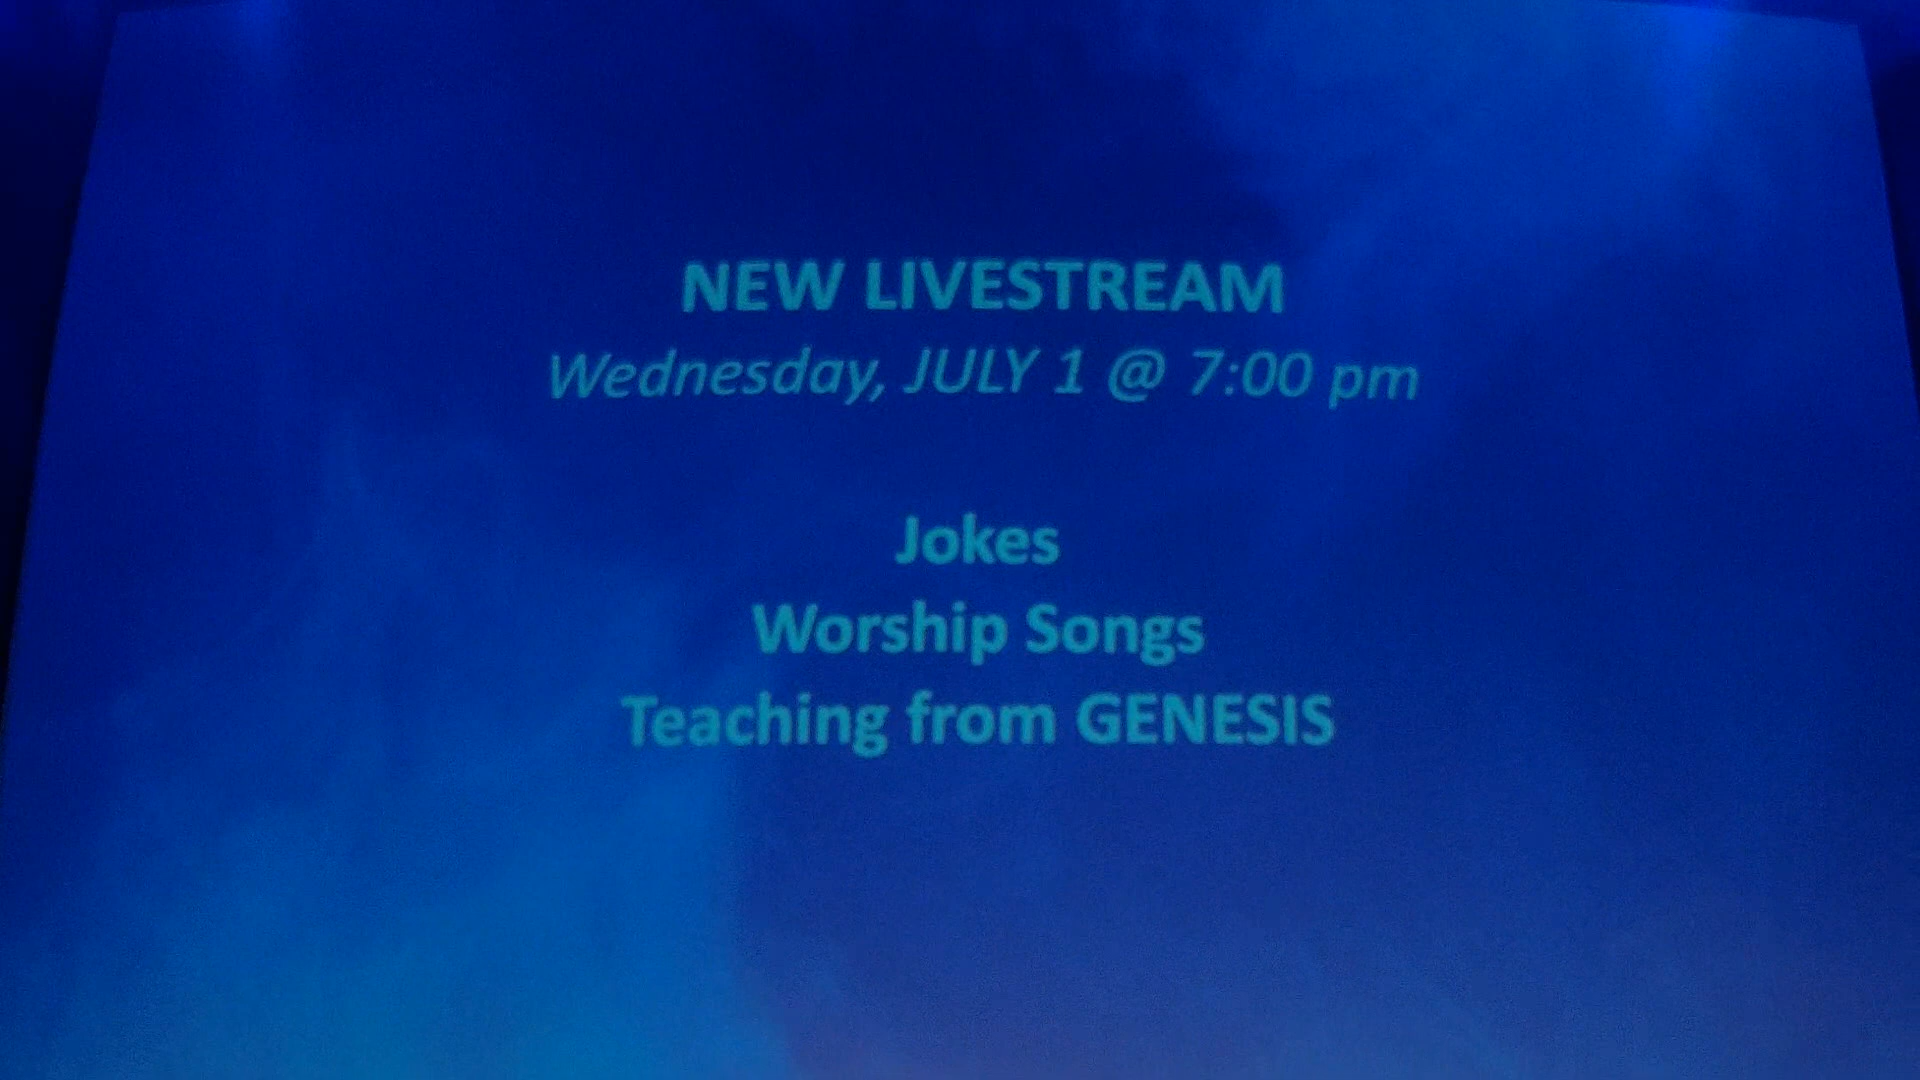 NEW LIVESTREAM
Wednesday, JULY 1 @ 7:00 pm
Jokes
Worship Songs
Teaching from GENESIS